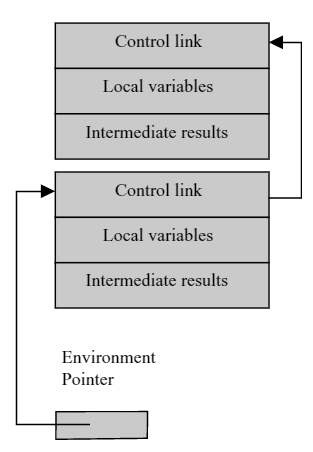 Control link
Local variables
Intermediate results
Control link
Local variables
Intermediate results
Environment
Pointer